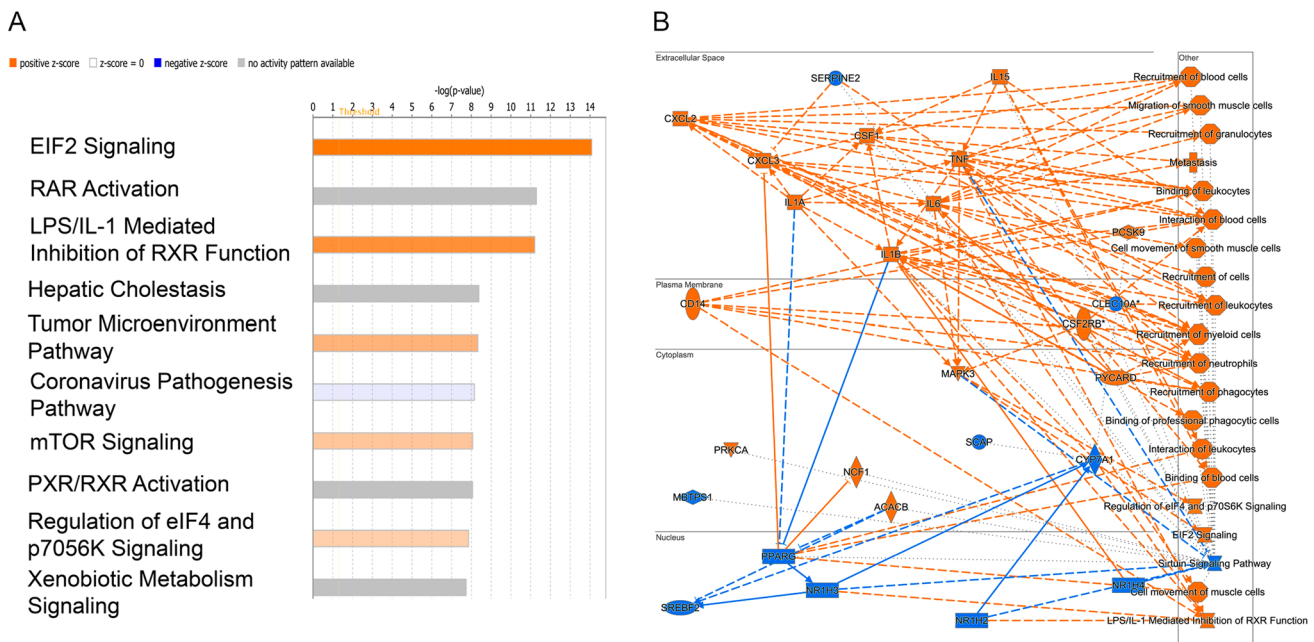 A
B
positive z-score
z-score = 0
negative z-score
no activity pattern available
-log(p-value)
0 1 2 3 4 5 6 7 8 9 10 11 12 13 14
Threshold
EIF2 Signaling
RAR Activation
LPS/IL-1 Mediated
Inhibition of RXR Function
Hepatic Cholestasis
Tumor Microenvironment
Pathway
Coronavirus Pathogenesis
Pathway
mTOR Signaling
PXR/RXR Activation
Regulation of eIF4 and
p7056K Signaling
Xenobiotic Metabolism
Signaling
Extracellular Space
Other
SERPINE2
IL15
Recruitment of blood cells
Migration of smooth muscle cells
CXCL2
CSF1
Recruitment of granulocytes
CXCL3
TNF
Metastasis
Binding of leukocytes
IL1A
IL6
Interaction of blood cells
PCSK9
Cell movement of smooth muscle cells
IL1B
Recruitment of cells
Plasma Membrane
CD14
CLEC10A*
Recruitment of leukocytes
CSF2RB*
Recruitment of myeloid cells
Cytoplasm
Recruitment of neutrophils
MAPK3
PYCARD
Recruitment of phagocytes
Binding of professional phagocytic cells
PRKCA
SCAP
Interaction of leukocytes
CYP7A1
NCF1
Binding of blood cells
MBTPS1
ACACB
Regulation of eIF4 and p70S6K Signaling
Nucleus
EIF2 Signaling
PPARG
Sirtuin Signaling Pathway
NR1H3
NR1H4
Cell movement of muscle cells
SREBF2
NR1H2
LPS/IL-1 Mediated Inhibition of RXR Function